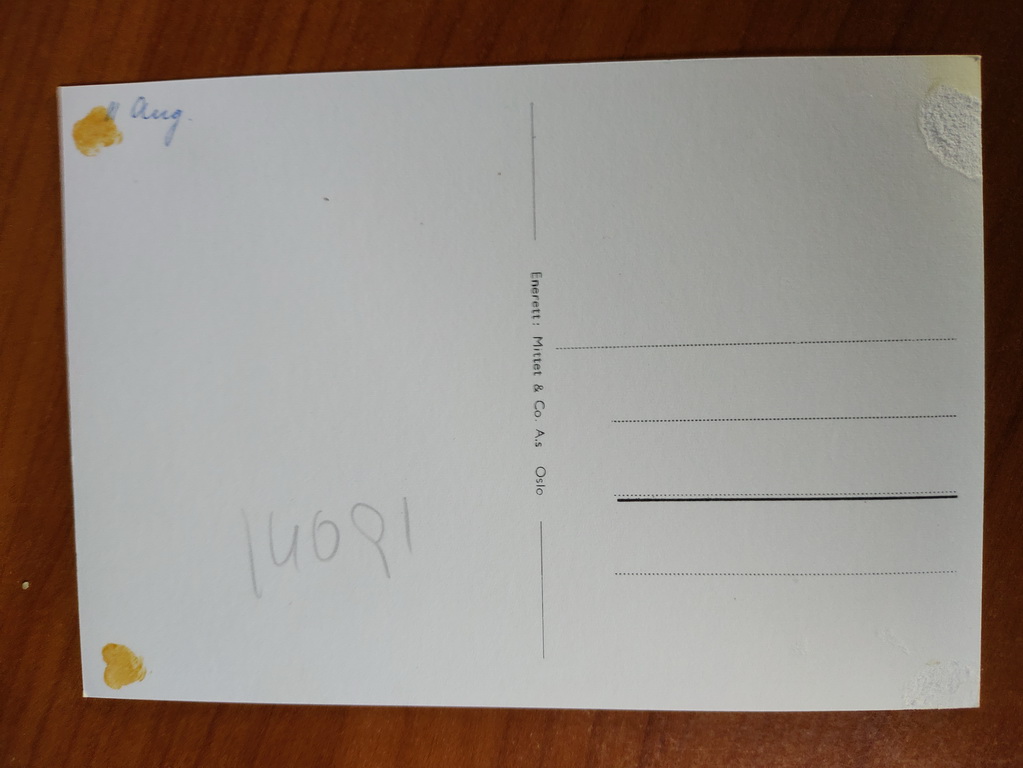 Aug.
Enerett: Mittet & Co. A.s Oslo
14091